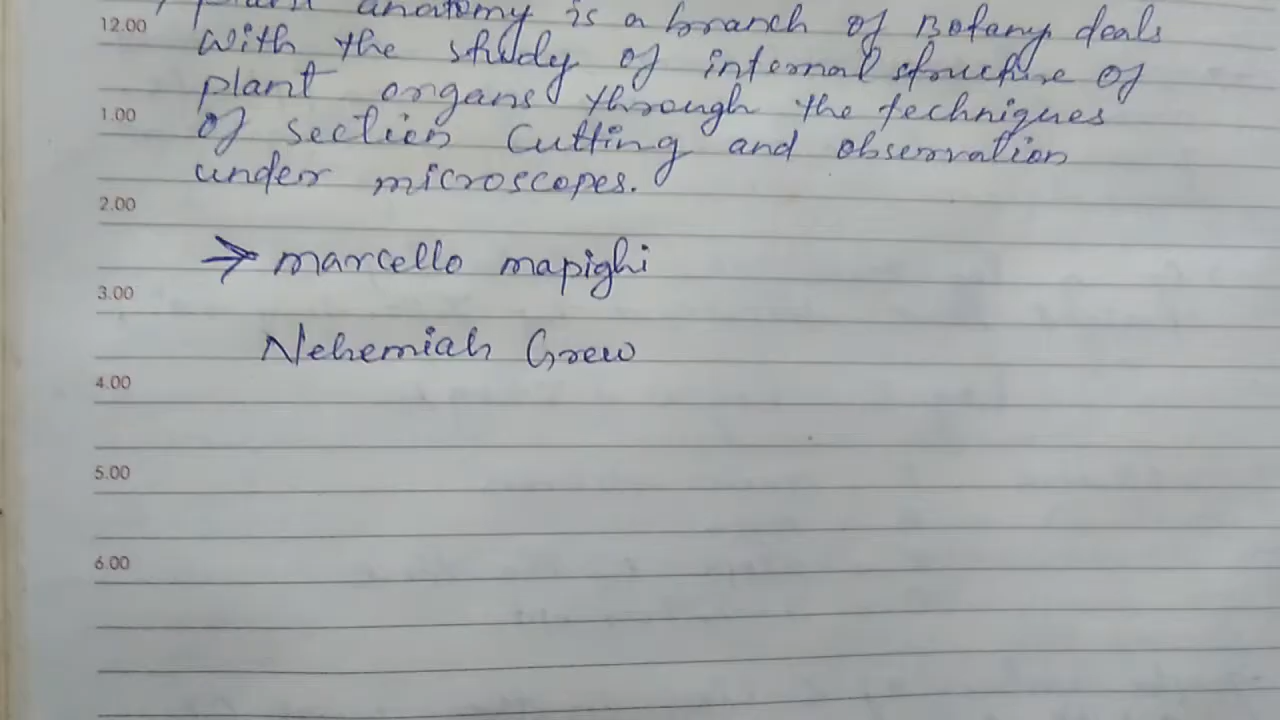 12.00 plant anatomy is a branch of Botany deals
with the study of internal structure of
plant organs through the techniques
1.00 of section Cutting and observation
under microscopes.
2.00
→ marcello mapighi
3.00
Nehemiah Grew
4.00
5.00
6.00